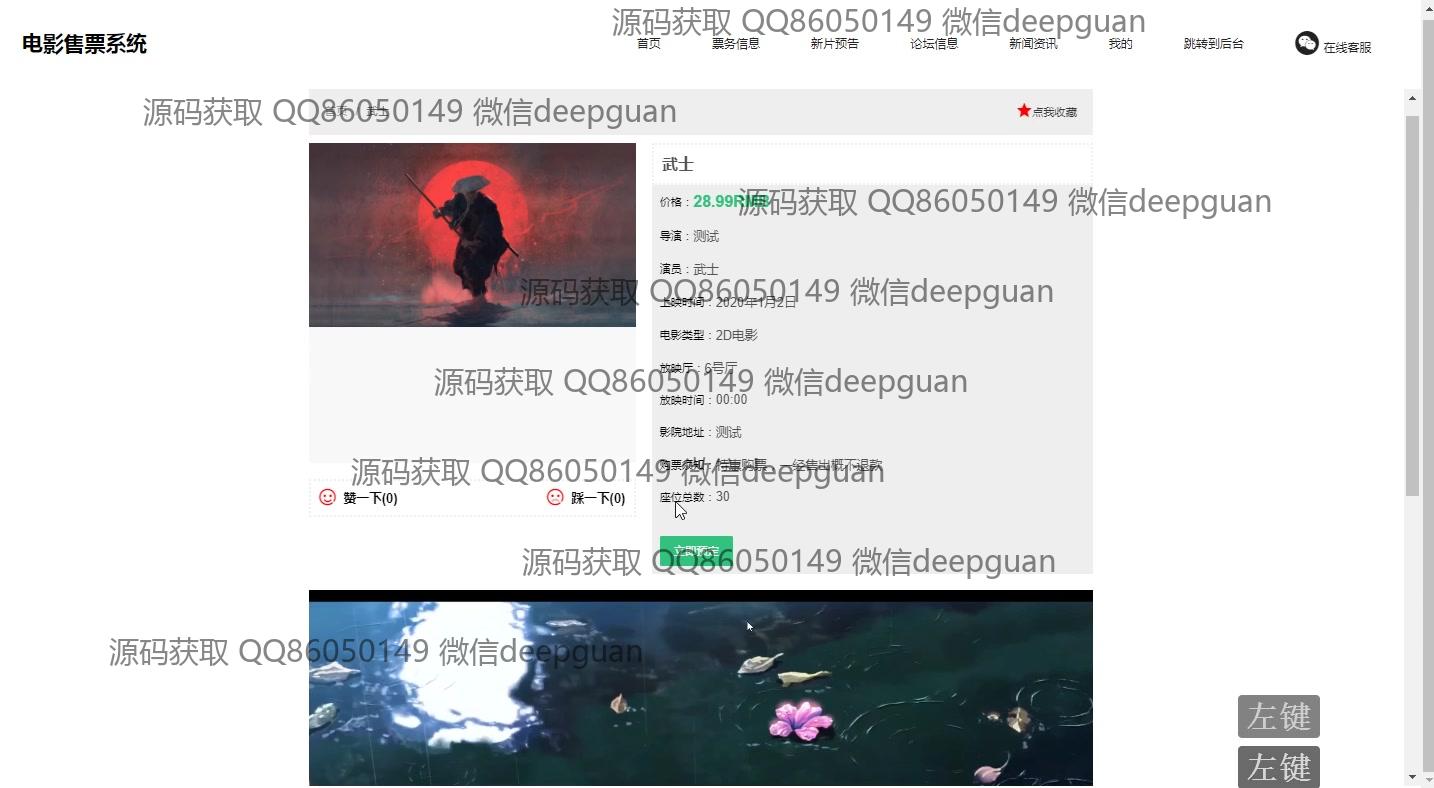 源码获取 QQ86050149 微信deepguan
电影售票系统
首页 票务信息 新片预告 论坛信息 新闻资讯 我的 跳转到后台 在线客服
源码获取 QQ86050149 微信deepguan
首页 武士
点我收藏
武士
价格：28.99RMB
源码获取 QQ86050149 微信deepguan
导演：测试
演员：武士
源码获取 QQ86050149 微信deepguan
上映时间：2020年1月2日
电影类型：2D电影
放映厅：6号厅
源码获取 QQ86050149 微信deepguan
放映时间：00:00
影院地址：测试
购票须知：特惠购票，一经售出概不退款
源码获取 QQ86050149 微信deepguan
座位总数：30
赞一下(0) 踩一下(0)
立即预定
源码获取 QQ86050149 微信deepguan
源码获取 QQ86050149 微信deepguan
左键
左键